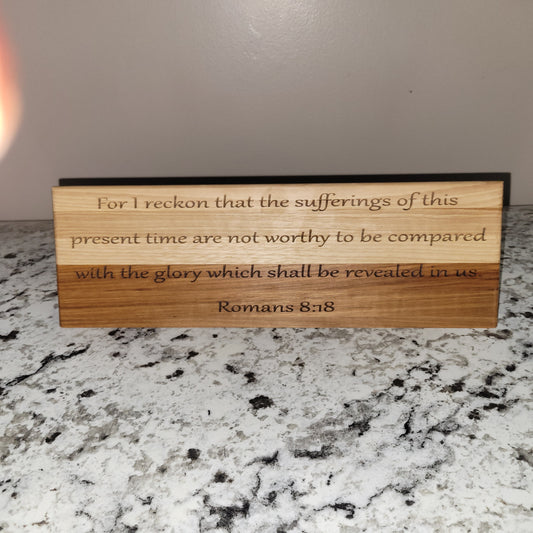 For I reckon that the sufferings of this
present time are not worthy to be compared
with the glory which shall be revealed in us.
Romans 8:18